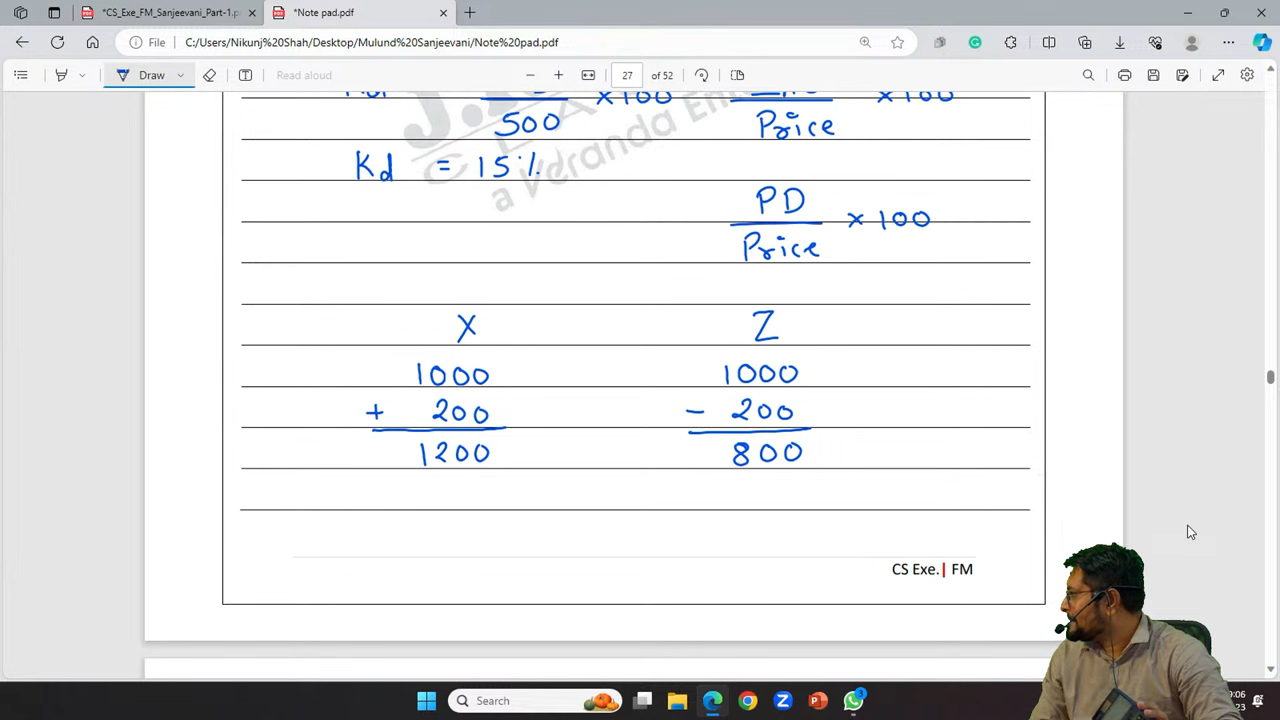 *CS_Exe_FM_Sanjeevani_Part-1.p
*Note pad.pdf
File C:/Users/Nikunj%20Shah/Desktop/Mulund%20Sanjeevani/Note%20pad.pdf
Draw Read aloud 27 of 52
×100 ×100
500 Price
Kd = 15%
a Veranda
PD
× 100
Price
X Z
1000 1000
+ 200 - 200
1200 800
CS Exe.| FM
Search 3